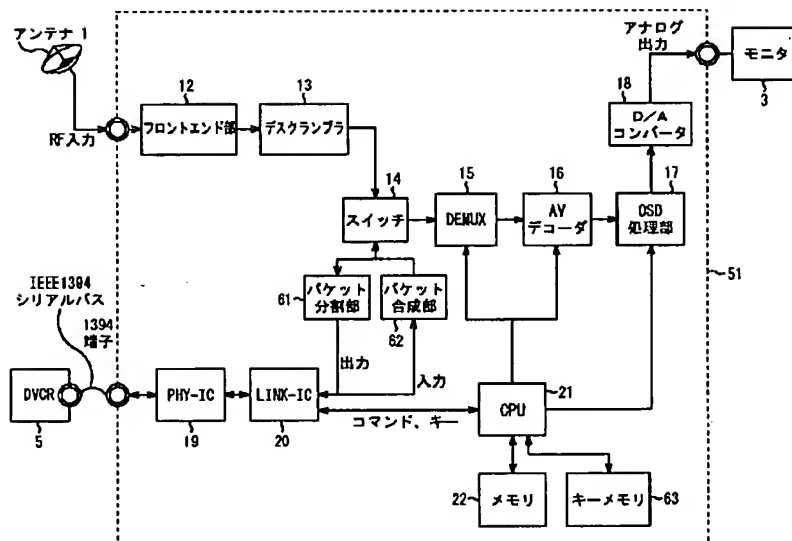 アンテナ 1
RF入力
12
フロントエンド部
13
デスクランブラ
アナログ
出力
モニタ
3
18
D/A
コンバータ
14
スイッチ
15
DEMUX
16
AV
デコーダ
17
OSD
処理部
51
61
パケット
分割部
パケット
合成部
62
出力
入力
IEEE1394
シリアルバス
1394
端子
DVCR
5
PHY-IC
19
LINK-IC
20
コマンド、キー
CPU
21
22
メモリ
キーメモリ
63